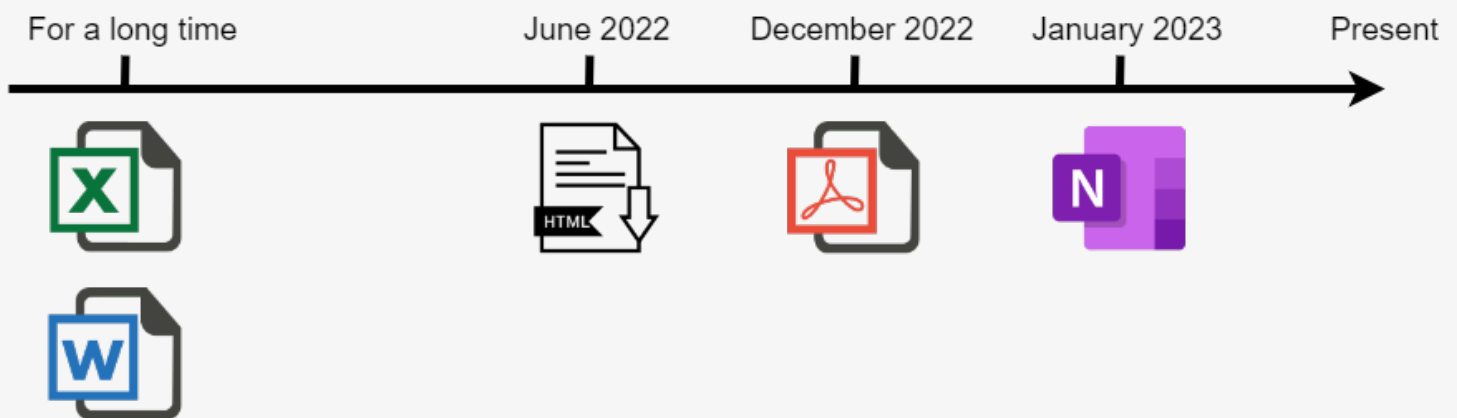 For a long time
June 2022
December 2022
January 2023
Present
X
HTML
N
W